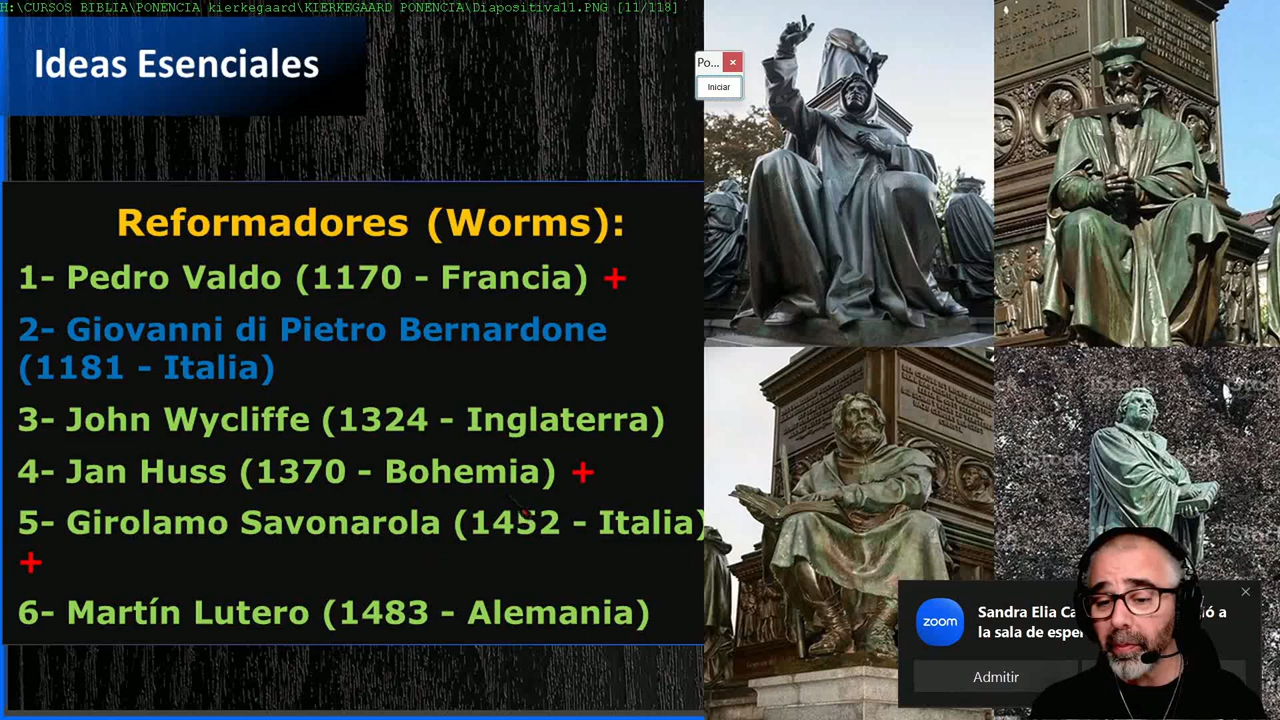 H:\CURSOS BIBLIA\PONENCIA kierkegaard\KIERKEGAARD PONENCIA\Diapositiva11.PNG [11/118]
Ideas Esenciales
Po...
Iniciar
Reformadores (Worms):
1- Pedro Valdo (1170 - Francia) +
2- Giovanni di Pietro Bernardone
(1181 - Italia)
3- John Wycliffe (1324 - Inglaterra)
4- Jan Huss (1370 - Bohemia) +
5- Girolamo Savonarola (1452 - Italia)
+
6- Martín Lutero (1483 - Alemania)
zoom
Sandra Elia
la sala de
Admitir